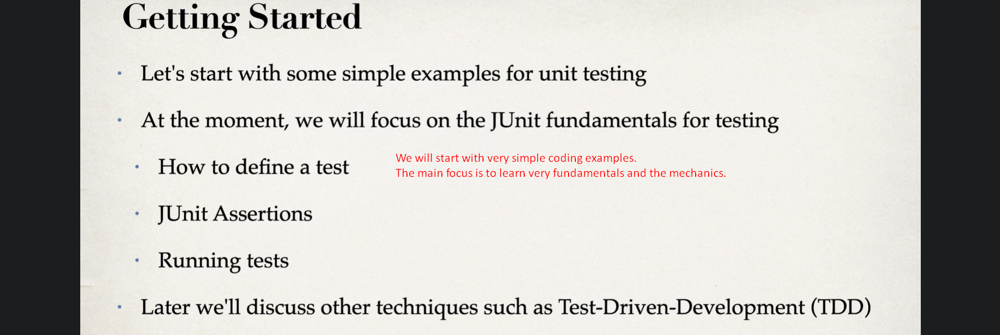 Getting Started
· Let's start with some simple examples for unit testing
· At the moment, we will focus on the JUnit fundamentals for testing
· How to define a test
We will start with very simple coding examples.
The main focus is to learn very fundamentals and the mechanics.
· JUnit Assertions
· Running tests
· Later we'll discuss other techniques such as Test-Driven-Development (TDD)